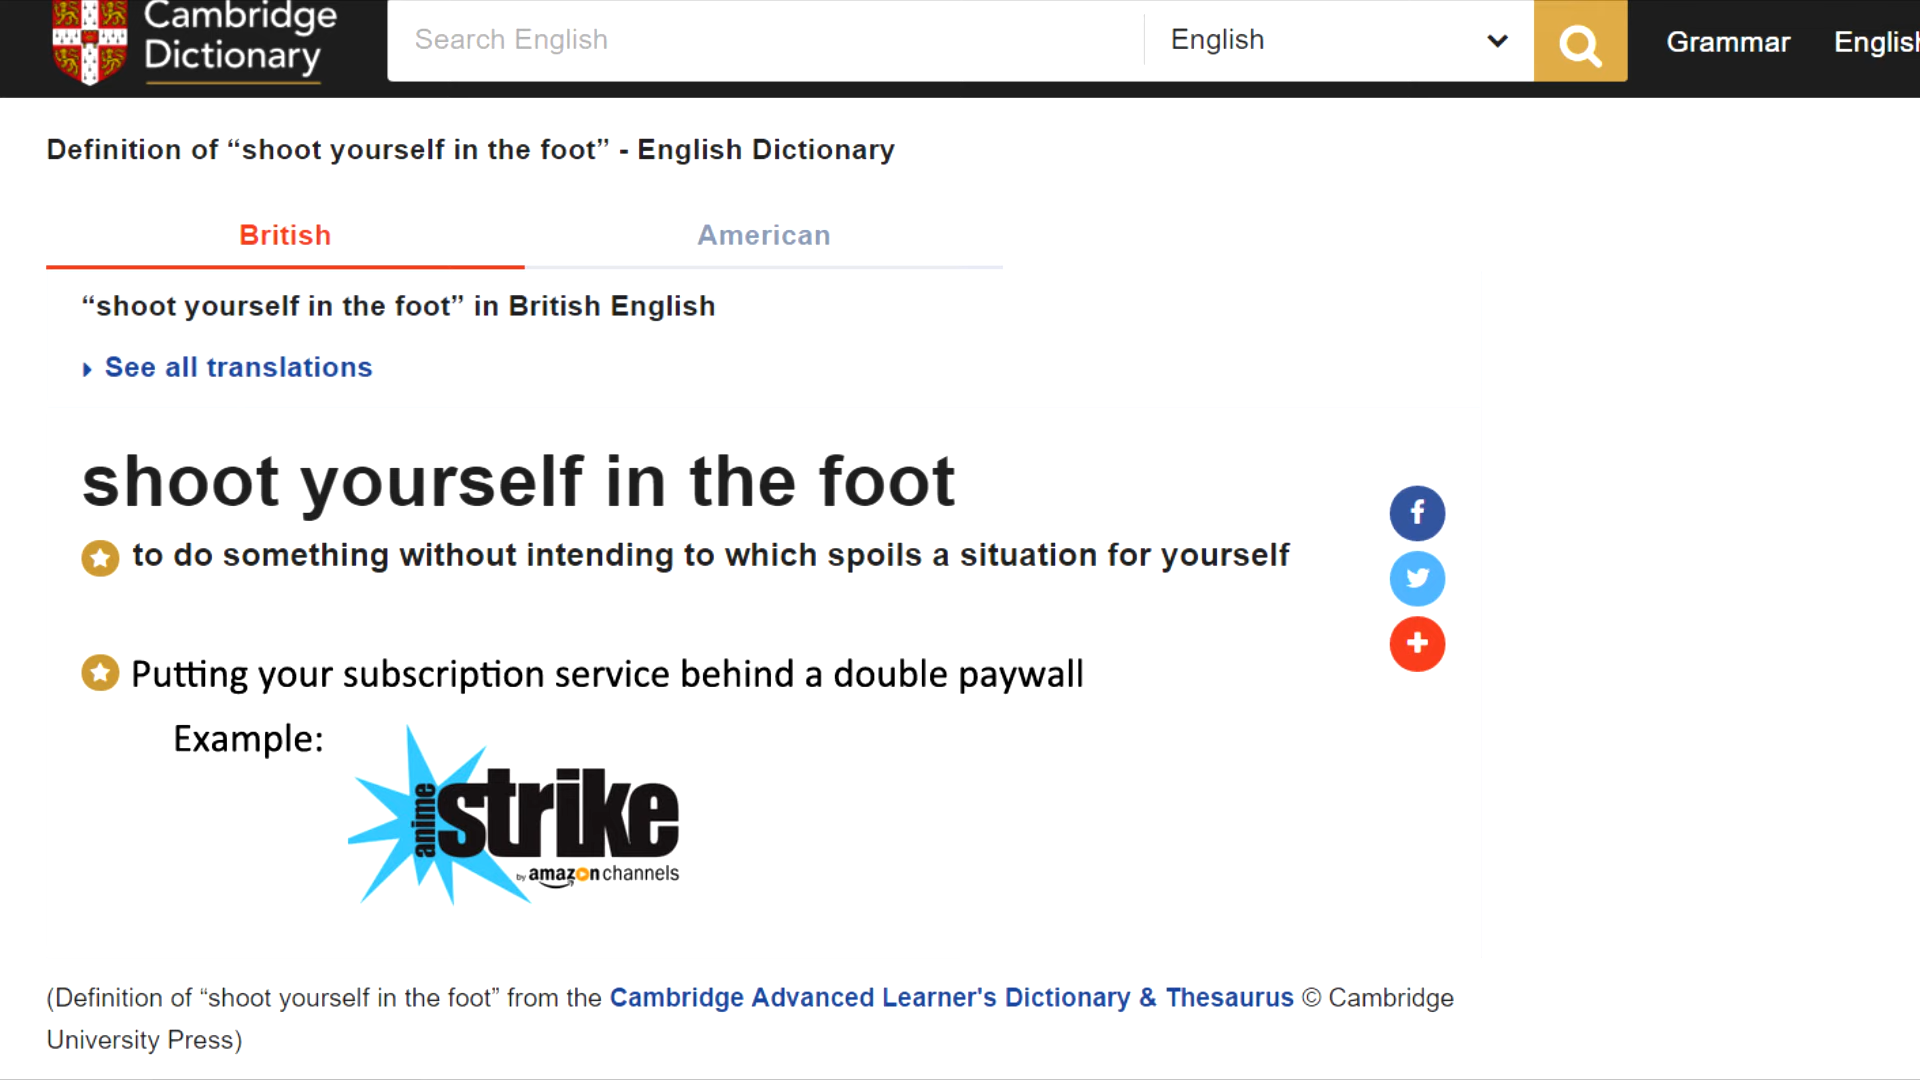 Cambridge
Dictionary
Search English
English
Grammar
English
Definition of “shoot yourself in the foot” - English Dictionary
British
American
“shoot yourself in the foot” in British English
See all translations
shoot yourself in the foot
to do something without intending to which spoils a situation for yourself
Putting your subscription service behind a double paywall
Example:
anime strike
by amazon channels
(Definition of “shoot yourself in the foot” from the Cambridge Advanced Learner's Dictionary & Thesaurus © Cambridge
University Press)